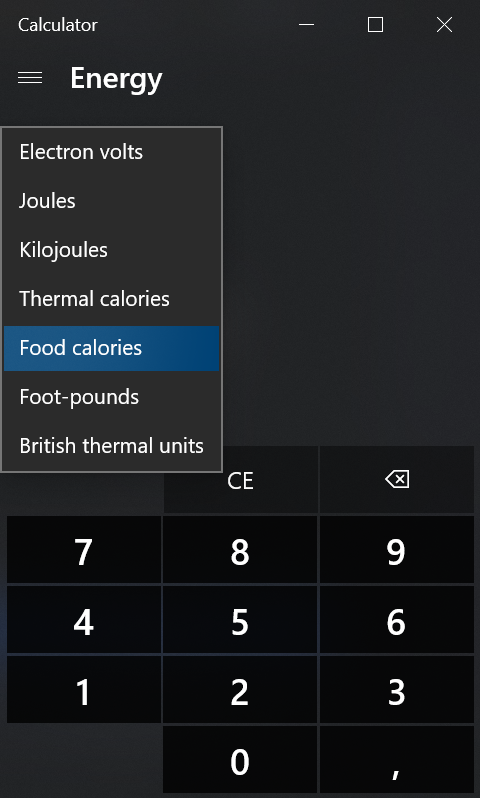 Calculator
Energy
Electron volts
Joules
Kilojoules
Thermal calories
Food calories
Foot-pounds
British thermal units
CE
7 8 9
4 5 6
1 2 3
0 ,